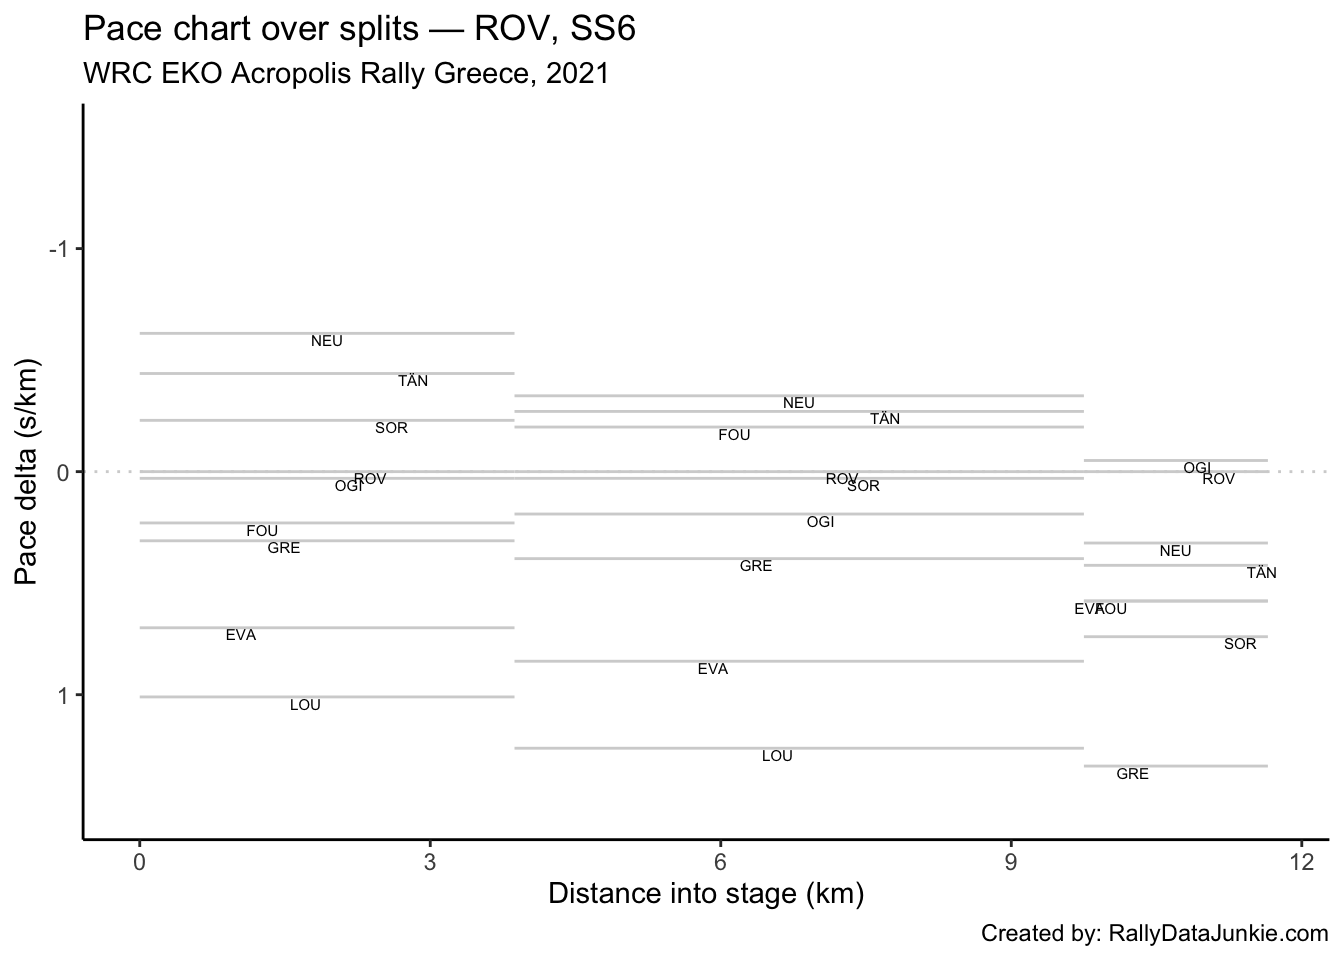 Pace chart over splits — ROV, SS6
WRC EKO Acropolis Rally Greece, 2021
Pace delta (s/km)
-1
0
1
NEU
TÄN
SOR
ROV
OGI
FOU
GRE
EVA
LOU
NEU
TÄN
FOU
ROV
SOR
OGI
GRE
EVA
LOU
OGI
ROV
NEU
TÄN
EVA
FOU
SOR
GRE
0 3 6 9 12
Distance into stage (km)
Created by: RallyDataJunkie.com